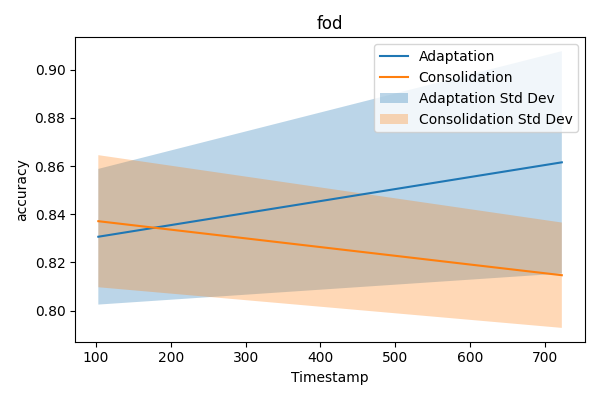 fod
Adaptation
Consolidation
Adaptation Std Dev
Consolidation Std Dev
accuracy
0.90
0.88
0.86
0.84
0.82
0.80
100 200 300 400 500 600 700
Timestamp